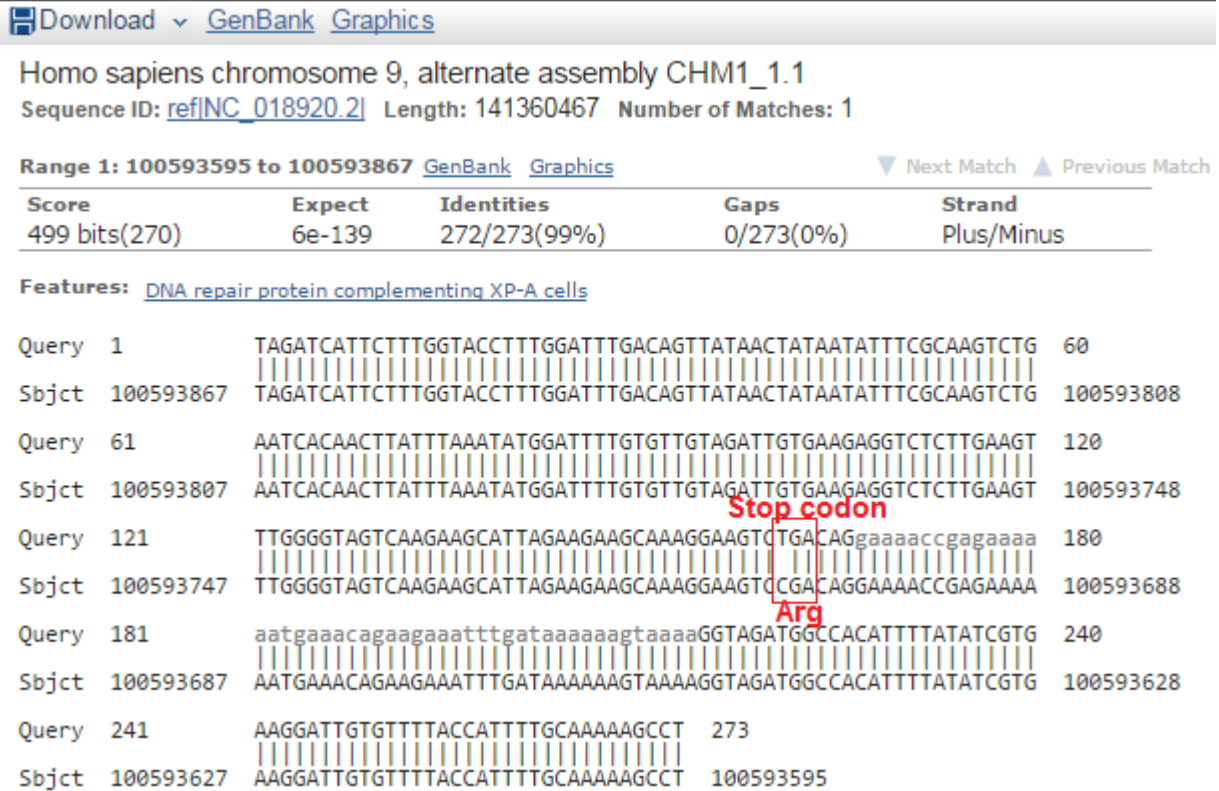 Download GenBank Graphics
Homo sapiens chromosome 9, alternate assembly CHM1_1.1
Sequence ID: ref|NC_018920.2| Length: 141360467 Number of Matches: 1
Range 1: 100593595 to 100593867 GenBank Graphics Next Match Previous Match
Score Expect Identities Gaps Strand
499 bits(270) 6e-139 272/273(99%) 0/273(0%) Plus/Minus
Features: DNA repair protein complementing XP-A cells
Query 1 TAGATCATTCTTTGGTACCTTTGGATTTGACAGTTATAACTATAATATTTCGCAAGTCTG 60
Sbjct 100593867 TAGATCATTCTTTGGTACCTTTGGATTTGACAGTTATAACTATAATATTTCGCAAGTCTG 100593808
Query 61 AATCACAACTTATTTAAATATGGATTTTGTGTTGTAGATTGTGAAGAGGTCTCTTGAAGT 120
Sbjct 100593807 AATCACAACTTATTTAAATATGGATTTTGTGTTGTAGATTGTGAAGAGGTCTCTTGAAGT 100593748
Stop codon
Query 121 TTGGGGTAGTCAAGAAGCATTAGAAGAAGCAAAGGAAGTCTGACAGgaaaaccgagaaaa 180
Sbjct 100593747 TTGGGGTAGTCAAGAAGCATTAGAAGAAGCAAAGGAAGTCCGACAGGAAAACCGAGAAAA 100593688
Arg
Query 181 aatgaaacagaagaaatttgataaaaaagtaaaaGGTAGATGGCCACATTTTATATCGTG 240
Sbjct 100593687 AATGAAACAGAAGAAATTTGATAAAAAAGTAAAAGGTAGATGGCCACATTTTATATCGTG 100593628
Query 241 AAGGATTGTGTTTTACCATTTTGCAAAAAGCCT 273
Sbjct 100593627 AAGGATTGTGTTTTACCATTTTGCAAAAAGCCT 100593595